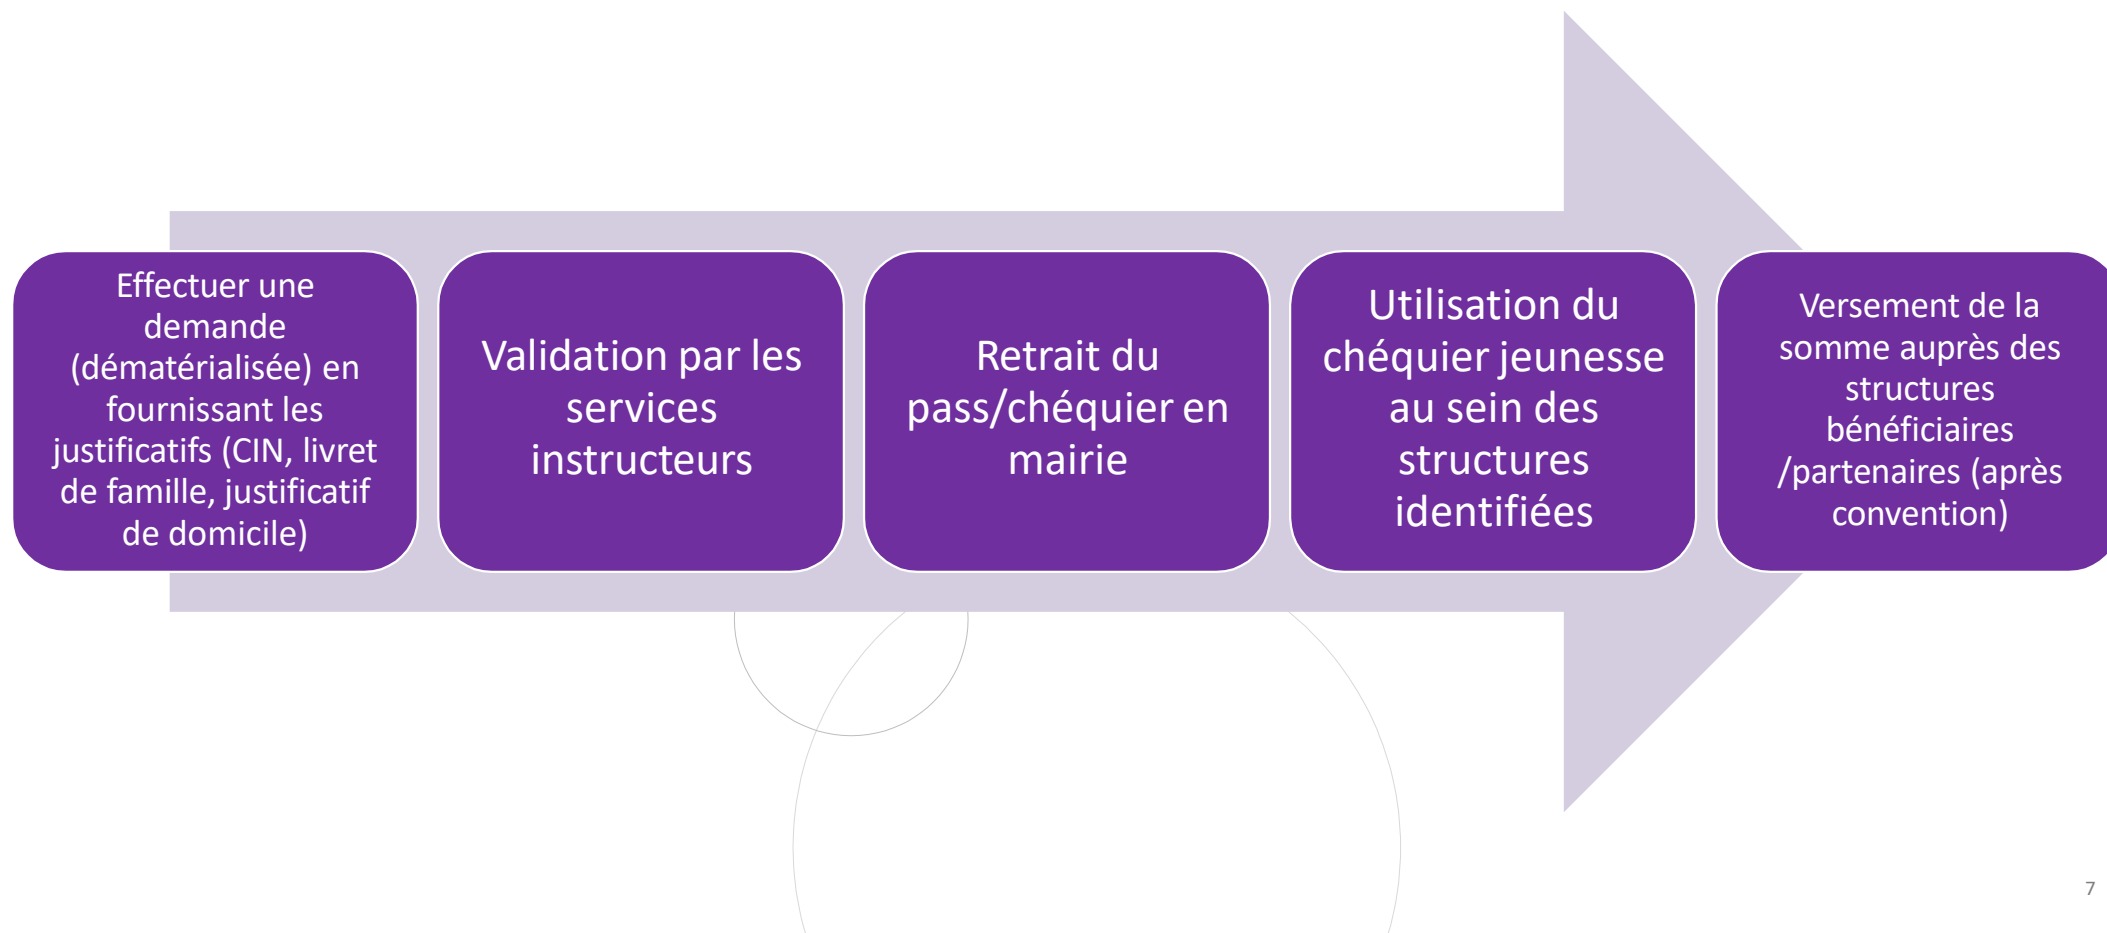 Effectuer une
demande
(dématérialisée) en
fournissant les
justificatifs (CIN, livret
de famille, justificatif
de domicile)
Validation par les
services
instructeurs
Retrait du
pass/chéquier en
mairie
Utilisation du
chéquier jeunesse
au sein des
structures
identifiées
Versement de la
somme auprès des
structures
bénéficiaires
/partenaires (après
convention)
7